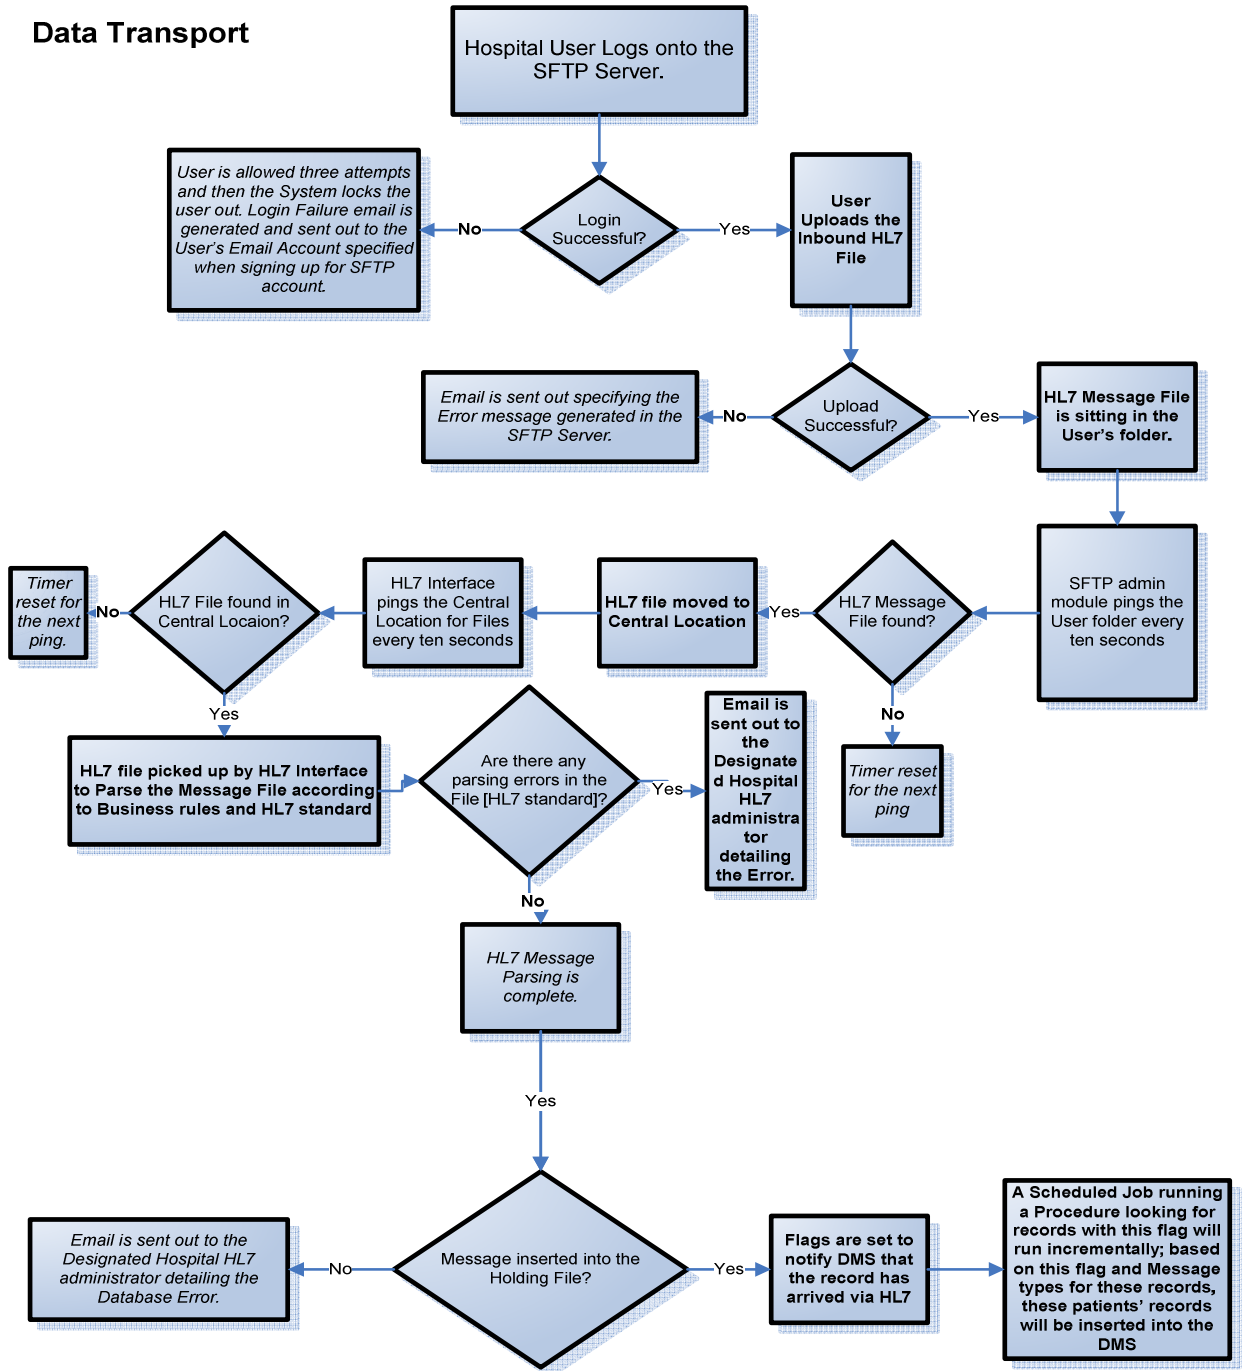 Data Transport
Hospital User Logs onto the
SFTP Server.
User is allowed three attempts
and then the System locks the
user out. Login Failure email is
generated and sent out to the
User's Email Account specified
when signing up for SFTP
account.
No
Login
Successful?
Yes
User
Uploads the
Inbound HL7
File
Email is sent out specifying the
Error message generated in the
SFTP Server.
No
Upload
Successful?
Yes
HL7 Message File
is sitting in the
User's folder.
Timer
reset for
the next
ping.
No
HL7 File found in
Central Locaion?
HL7 Interface
pings the Central
Location for Files
every ten seconds
HL7 file moved to
Central Location
Yes
HL7 Message
File found?
SFTP admin
module pings the
User folder every
ten seconds
Yes
No
Timer reset
for the next
ping
HL7 file picked up by HL7 Interface
to Parse the Message File according
to Business rules and HL7 standard
Are there any
parsing errors in the
File [HL7 standard]?
Yes
Email is
sent out to
the
Designate
d Hospital
HL7
administra
tor
detailing
the Error.
No
HL7 Message
Parsing is
complete.
Yes
Email is sent out to the
Designated Hospital HL7
administrator detailing the
Database Error.
No
Message inserted into the
Holding File?
Yes
Flags are set to
notify DMS that
the record has
arrived via HL7
A Scheduled Job running
a Procedure looking for
records with this flag will
run incrementally; based
on this flag and Message
types for these records,
these patients' records
will be inserted into the
DMS